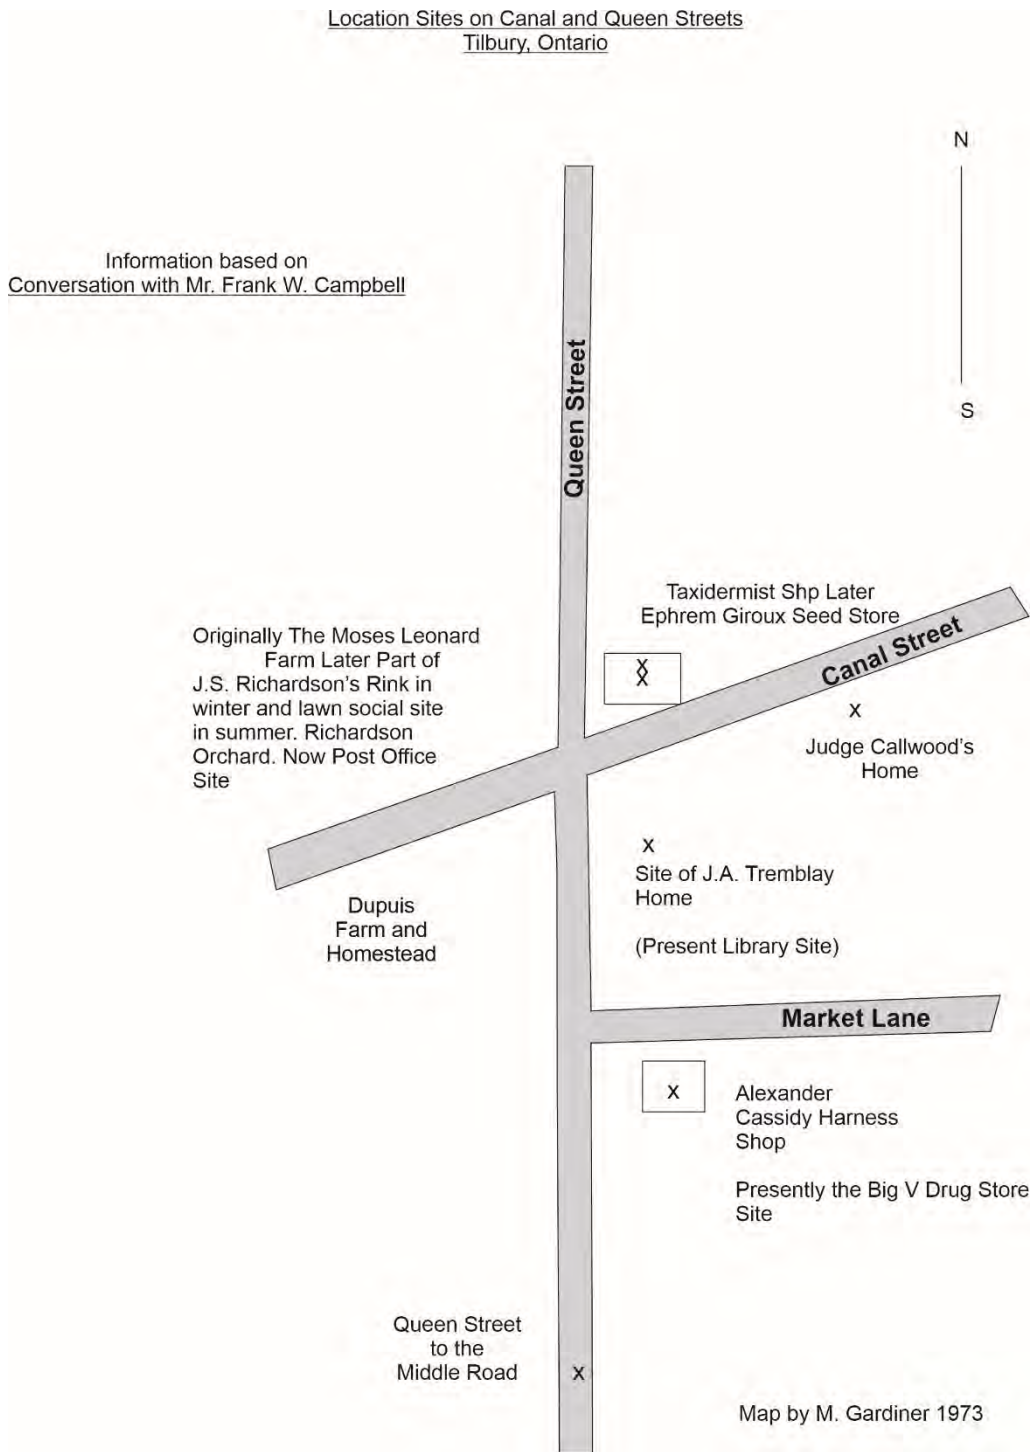 Location Sites on Canal and Queen Streets
Tilbury, Ontario
N
S
Information based on
Conversation with Mr. Frank W. Campbell
Queen Street
Taxidermist Shp Later
Ephrem Giroux Seed Store
x
x
Canal Street
x
Judge Callwood's
Home
Originally The Moses Leonard
Farm Later Part of
J.S. Richardson's Rink in
winter and lawn social site
in summer. Richardson
Orchard. Now Post Office
Site
x
Site of J.A. Tremblay
Home
(Present Library Site)
Dupuis
Farm and
Homestead
Market Lane
x
Alexander
Cassidy Harness
Shop
Presently the Big V Drug Store
Site
Queen Street
to the
Middle Road
x
Map by M. Gardiner 1973